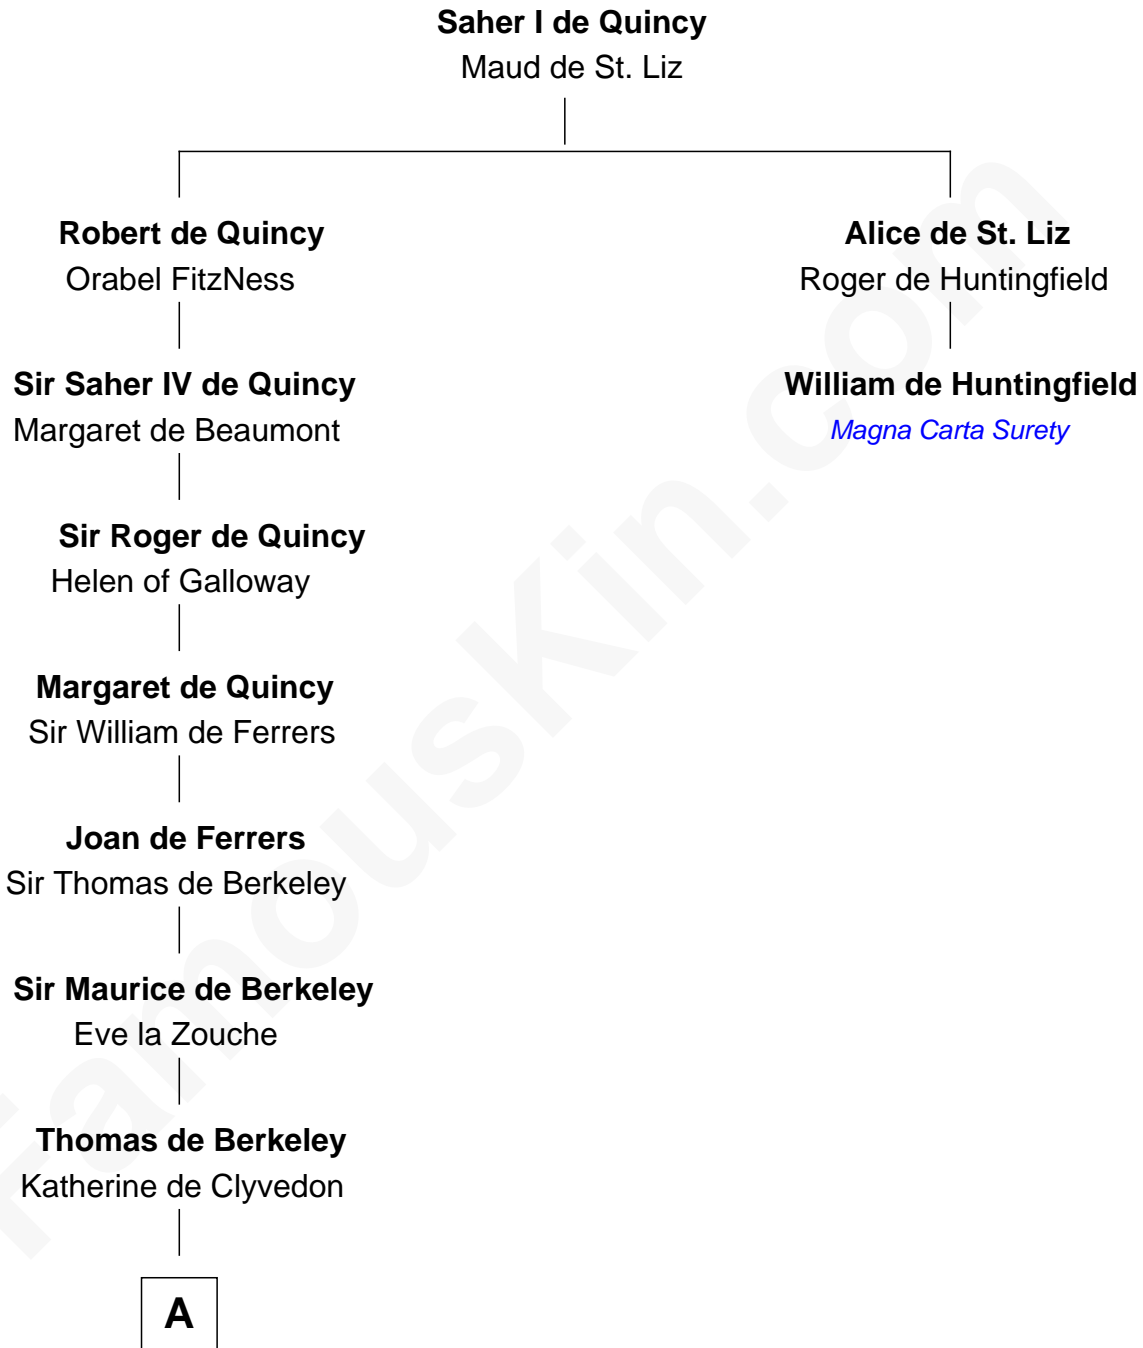 Saher I de Quincy
Maud de St. Liz
Robert de Quincy
Orabel FitzNess
Alice de St. Liz
Roger de Huntingfield
Sir Saher IV de Quincy
Margaret de Beaumont
William de Huntingfield
Magna Carta Surety
Sir Roger de Quincy
Helen of Galloway
Margaret de Quincy
Sir William de Ferrers
Joan de Ferrers
Sir Thomas de Berkeley
Sir Maurice de Berkeley
Eve la Zouche
Thomas de Berkeley
Katherine de Clyvedon
A
FamousKin.com